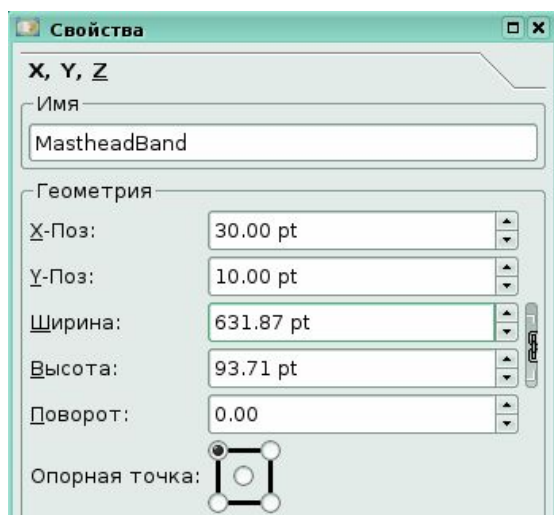 Свойства
X, Y, Z
Имя
MastheadBand
Геометрия
X-Поз: 30.00 pt
Y-Поз: 10.00 pt
Ширина: 631.87 pt
Высота: 93.71 pt
Поворот: 0.00
Опорная точка: